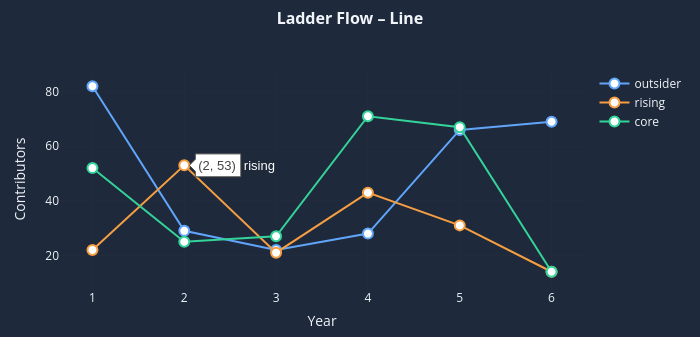 Ladder Flow – Line
outsider
rising
core
Contributors
80
60
40
20
(2, 53) rising
1 2 3 4 5 6
Year